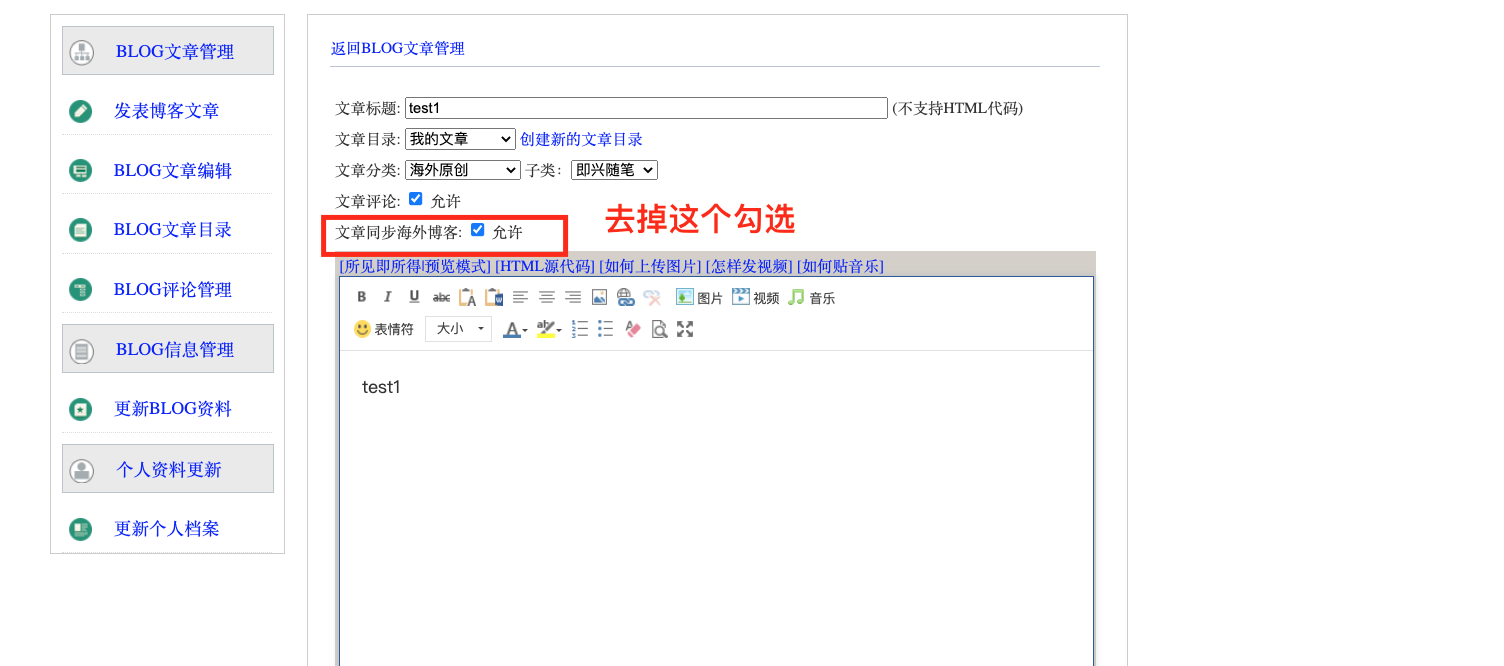 BLOG文章管理
发表博客文章
BLOG文章编辑
BLOG文章目录
BLOG评论管理
BLOG信息管理
更新BLOG资料
个人资料更新
更新个人档案
返回BLOG文章管理
文章标题: test1 (不支持HTML代码)
文章目录: 我的文章 创建新的文章目录
文章分类: 海外原创 子类: 即兴随笔
文章评论: 允许
文章同步海外博客: 允许
去掉这个勾选
[所见即所得|预览模式] [HTML源代码] [如何上传图片] [怎样发视频] [如何贴音乐]
B I U abc 图片 视频 音乐
表情符 大小 A ab
test1